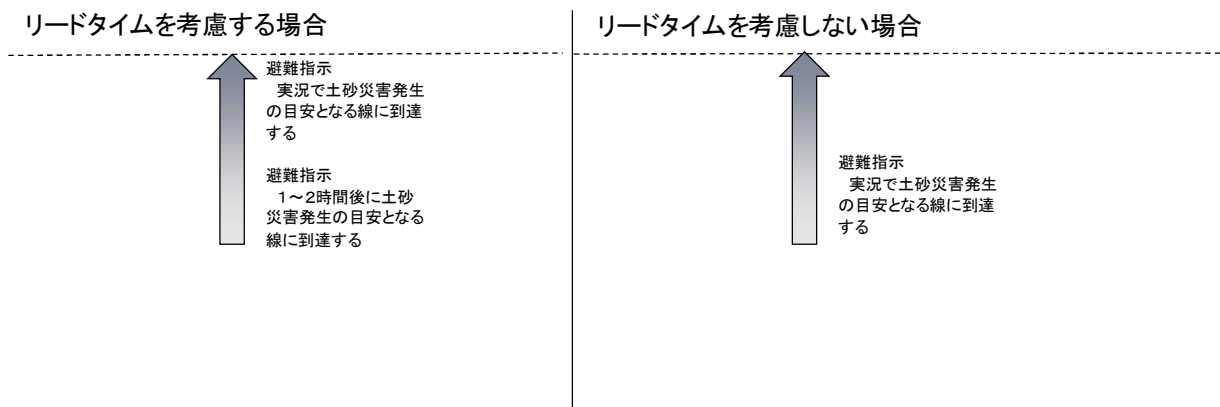 リードタイムを考慮する場合
避難指示
実況で土砂災害発生
の目安となる線に到達
する
避難指示
1～2時間後に土砂
災害発生の目安となる
線に到達する
リードタイムを考慮しない場合
避難指示
実況で土砂災害発生
の目安となる線に到達
する